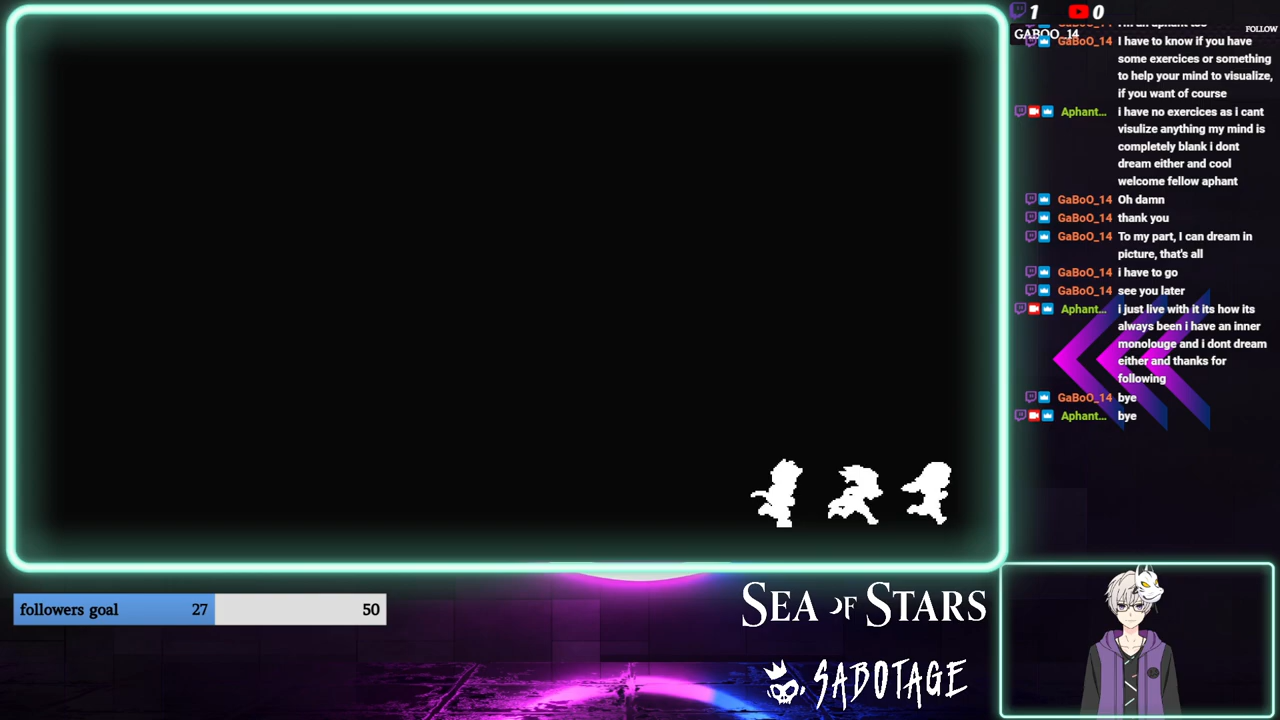 1 0
I'm an aphant too
GABOO_14 FOLLOW
GaBoO_14 I have to know if you have
some exercices or something
to help your mind to visualize,
if you want of course
Aphant... i have no exercices as i cant
visulize anything my mind is
completely blank i dont
dream either and cool
welcome fellow aphant
GaBoO_14 Oh damn
GaBoO_14 thank you
GaBoO_14 To my part, I can dream in
picture, that's all
GaBoO_14 i have to go
GaBoO_14 see you later
Aphant... i just live with it its how its
always been i have an inner
monolouge and i dont dream
either and thanks for
following
GaBoO_14 bye
Aphant... bye
followers goal 27 50
SEA OF STARS
SABOTAGE